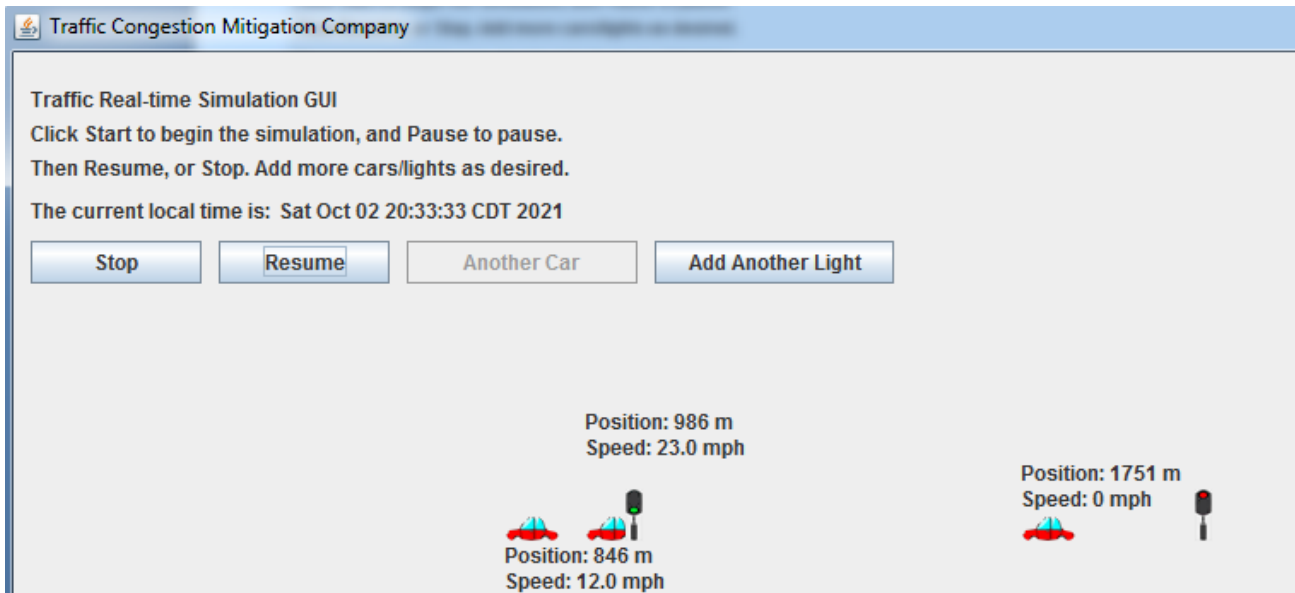 Traffic Congestion Mitigation Company
Traffic Real-time Simulation GUI
Click Start to begin the simulation, and Pause to pause.
Then Resume, or Stop. Add more cars/lights as desired.
The current local time is: Sat Oct 02 20:33:33 CDT 2021
Stop Resume Another Car Add Another Light
Position: 986 m
Speed: 23.0 mph
Position: 1751 m
Speed: 0 mph
Position: 846 m
Speed: 12.0 mph